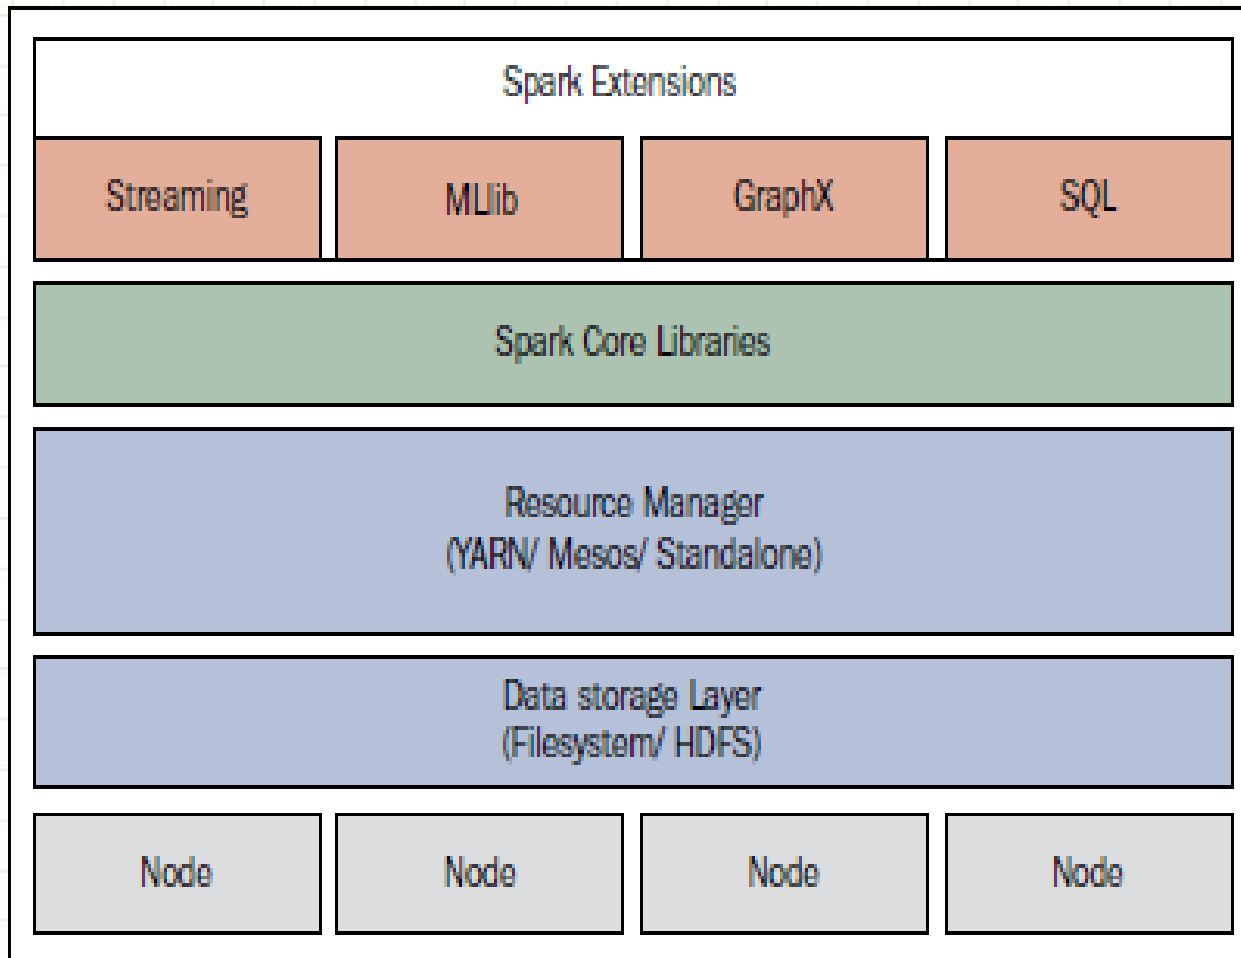 Spark Extensions
Streaming
MLlib
GraphX
SQL
Spark Core Libraries
Resource Manager
(YARN/ Mesos/ Standalone)
Data storage Layer
(Filesystem/ HDFS)
Node
Node
Node
Node